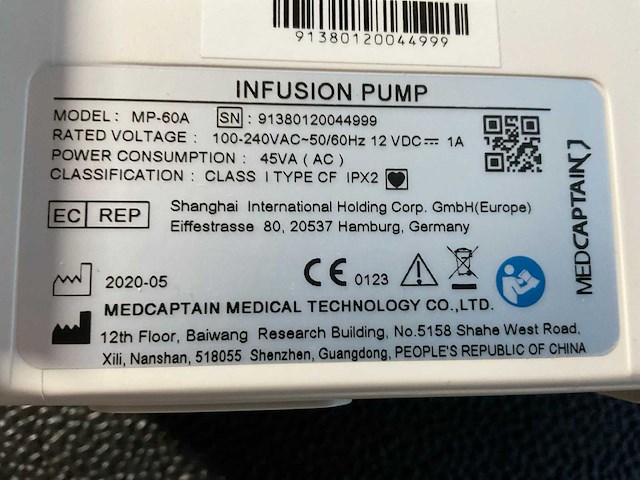 91380120044999
INFUSION PUMP
MODEL: MP-60A SN : 91380120044999
RATED VOLTAGE : 100-240VAC~50/60Hz 12 VDC⎓ 1A
POWER CONSUMPTION : 45VA ( AC )
CLASSIFICATION : CLASS I TYPE CF IPX2
EC REP
Shanghai International Holding Corp. GmbH(Europe)
Eiffestrasse 80, 20537 Hamburg, Germany
2020-05
CE 0123
MEDCAPTAIN MEDICAL TECHNOLOGY CO.,LTD.
12th Floor, Baiwang Research Building, No.5158 Shahe West Road,
Xili, Nanshan, 518055 Shenzhen, Guangdong, PEOPLE'S REPUBLIC OF CHINA
MEDCAPTAIN